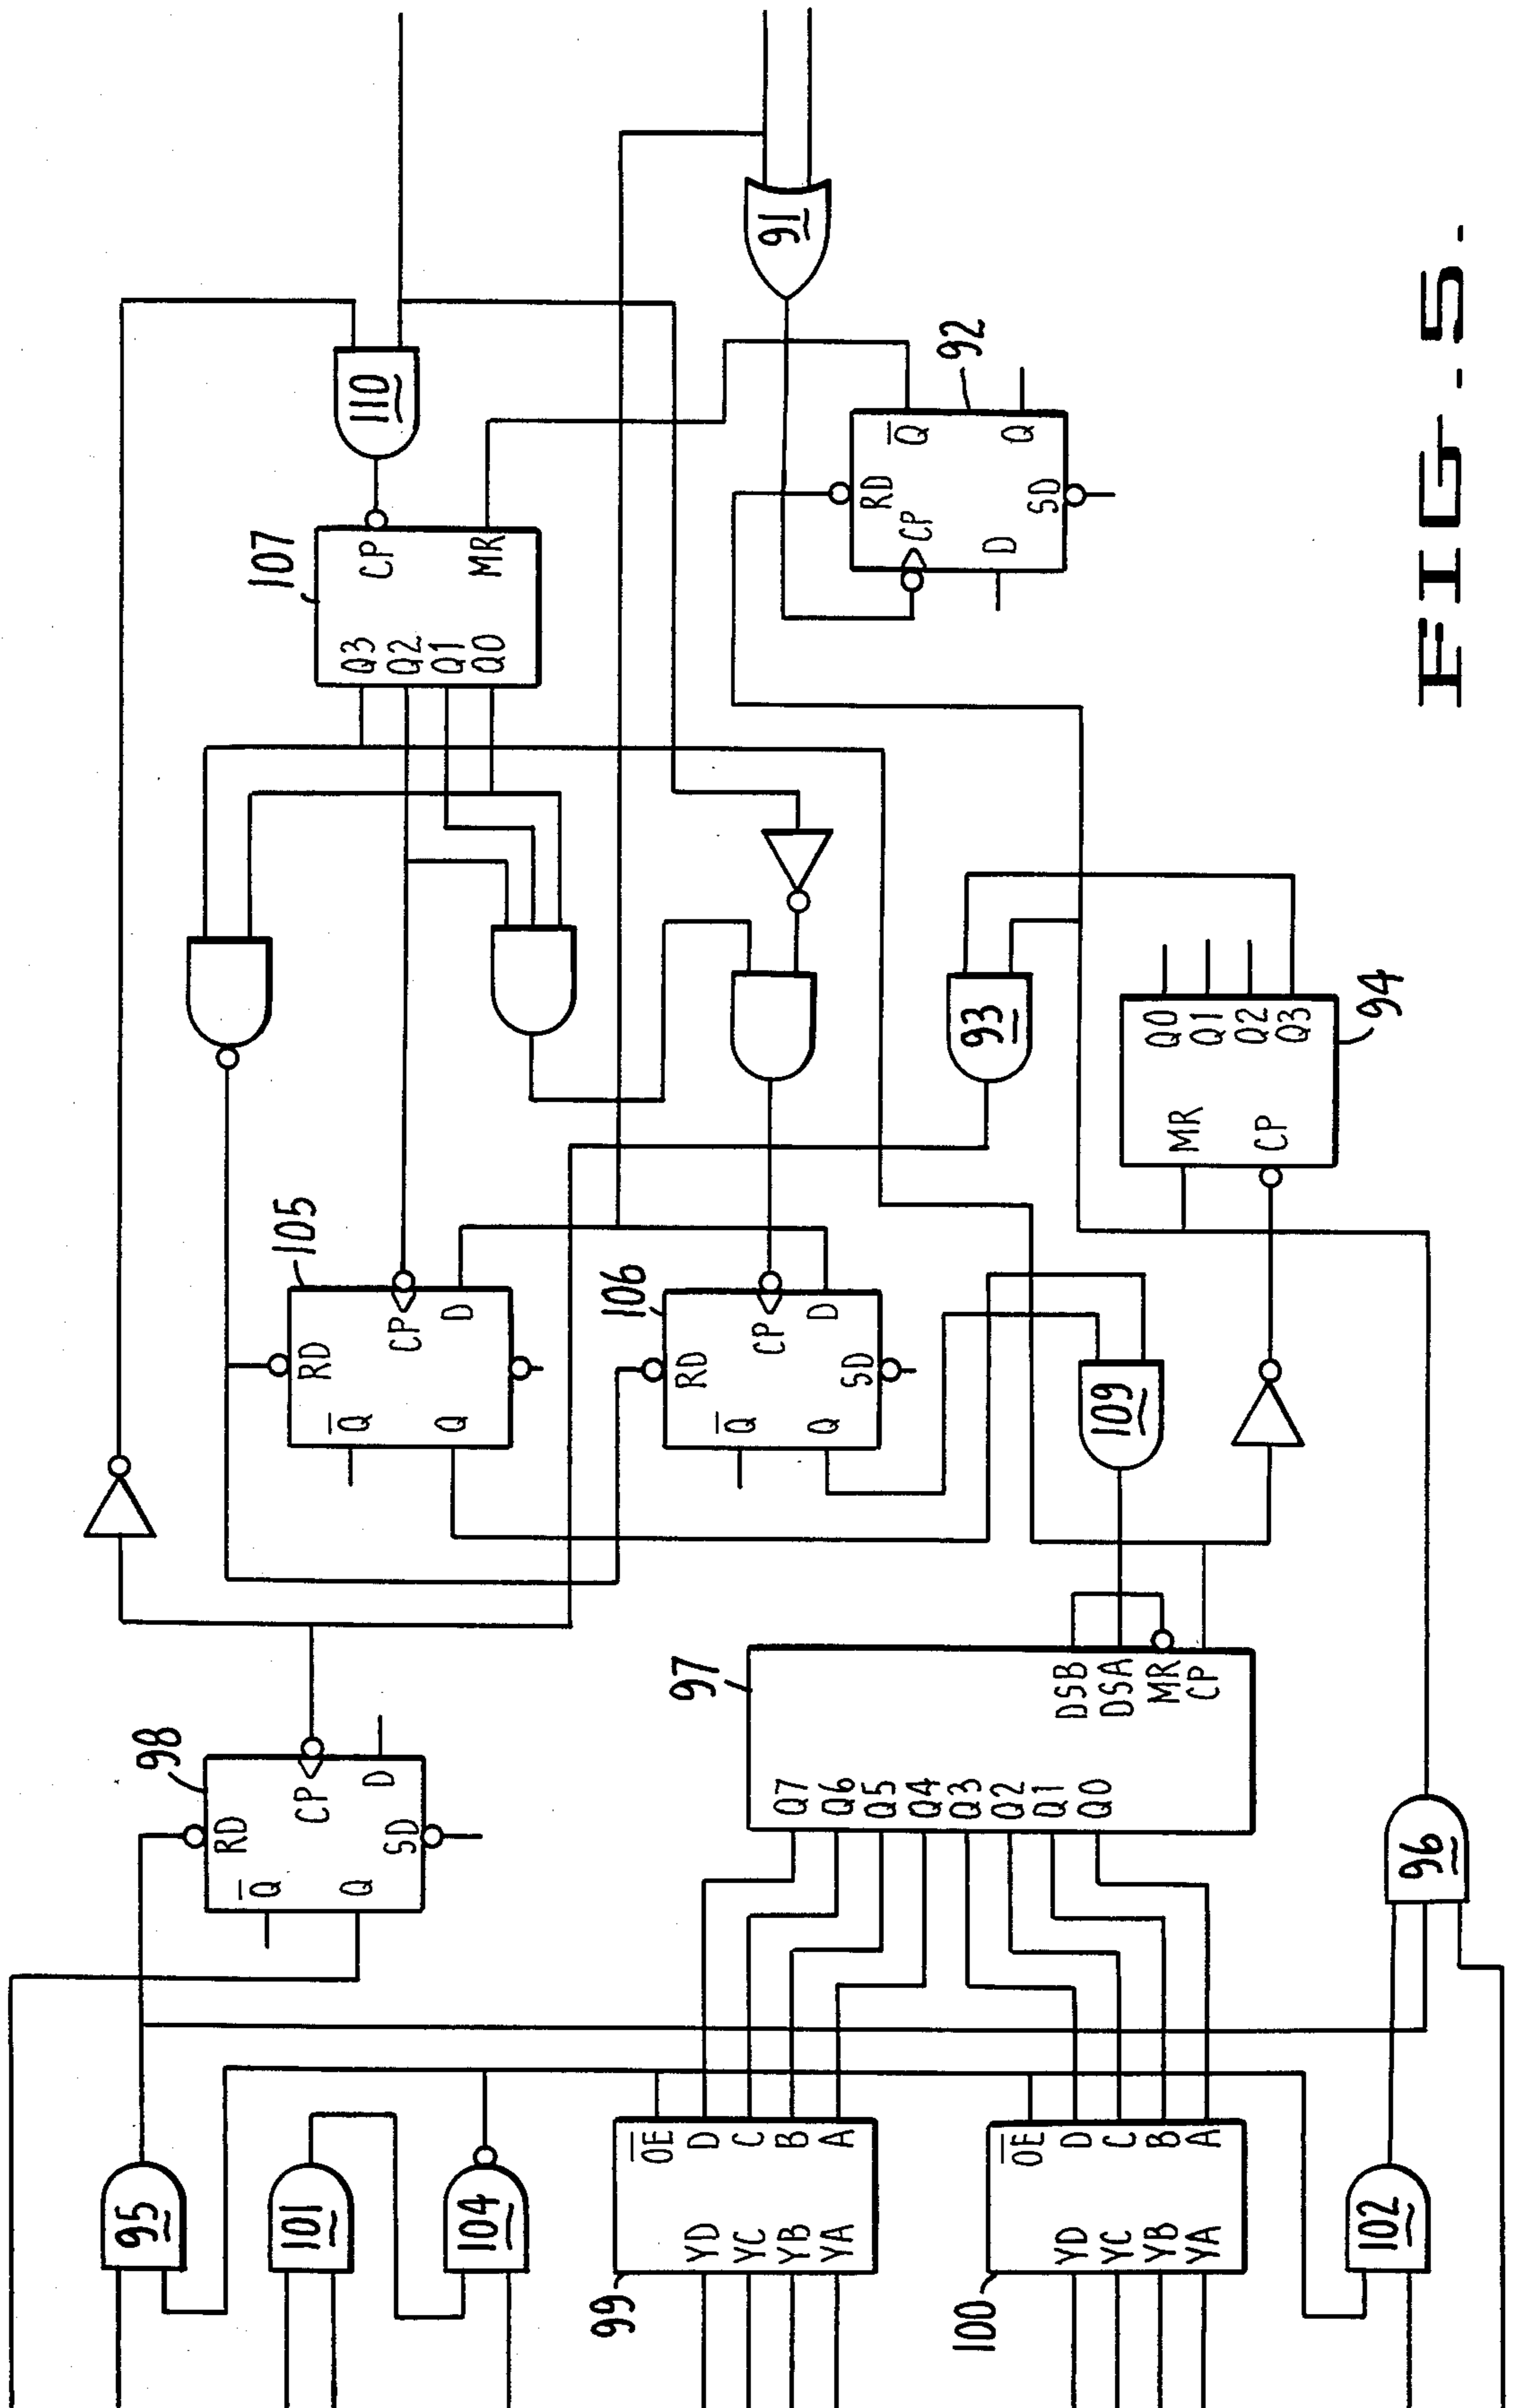 110
107
CP
MR
Q3
Q2
Q1
Q0
91
92
Q̅
Q
RD
CP
D
SD
93
94
Q0
Q1
Q2
Q3
MR
CP
105
RD
CP
D
Q̅
Q
106
RD
CP
D
SD
Q̅
Q
109
98
RD
CP
D
SD
Q̅
Q
97
DSB
DSA
MR
CP
Q7
Q6
Q5
Q4
Q3
Q2
Q1
Q0
96
95
101
104
99
O̅E̅
D
C
B
A
YD
YC
YB
YA
100
O̅E̅
D
C
B
A
YD
YC
YB
YA
102
FIG-5.